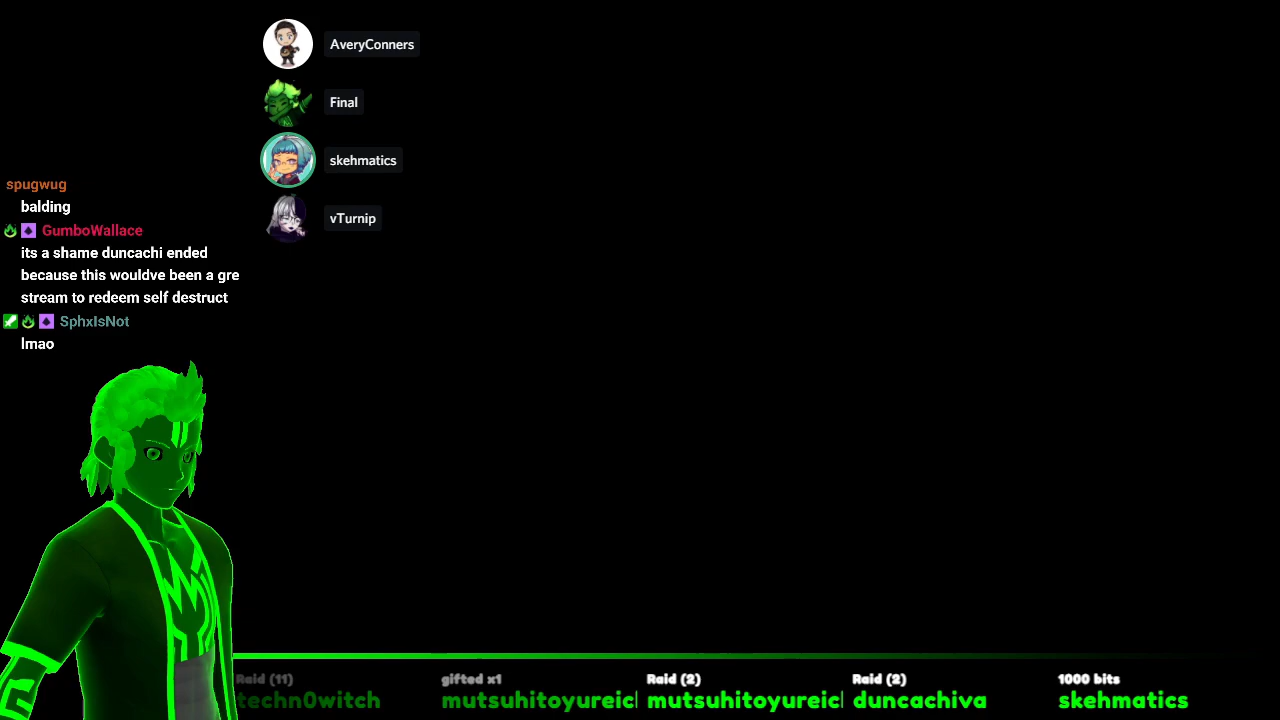 AveryConners
Final
skehmatics
vTurnip
spugwug
balding
GumboWallace
its a shame duncachi ended
because this wouldve been a gre
stream to redeem self destruct
SphxIsNot
lmao
Raid (11)
techn0witch
gifted x1
mutsuhitoyureicl
Raid (2)
mutsuhitoyureicl
Raid (2)
duncachiva
1000 bits
skehmatics